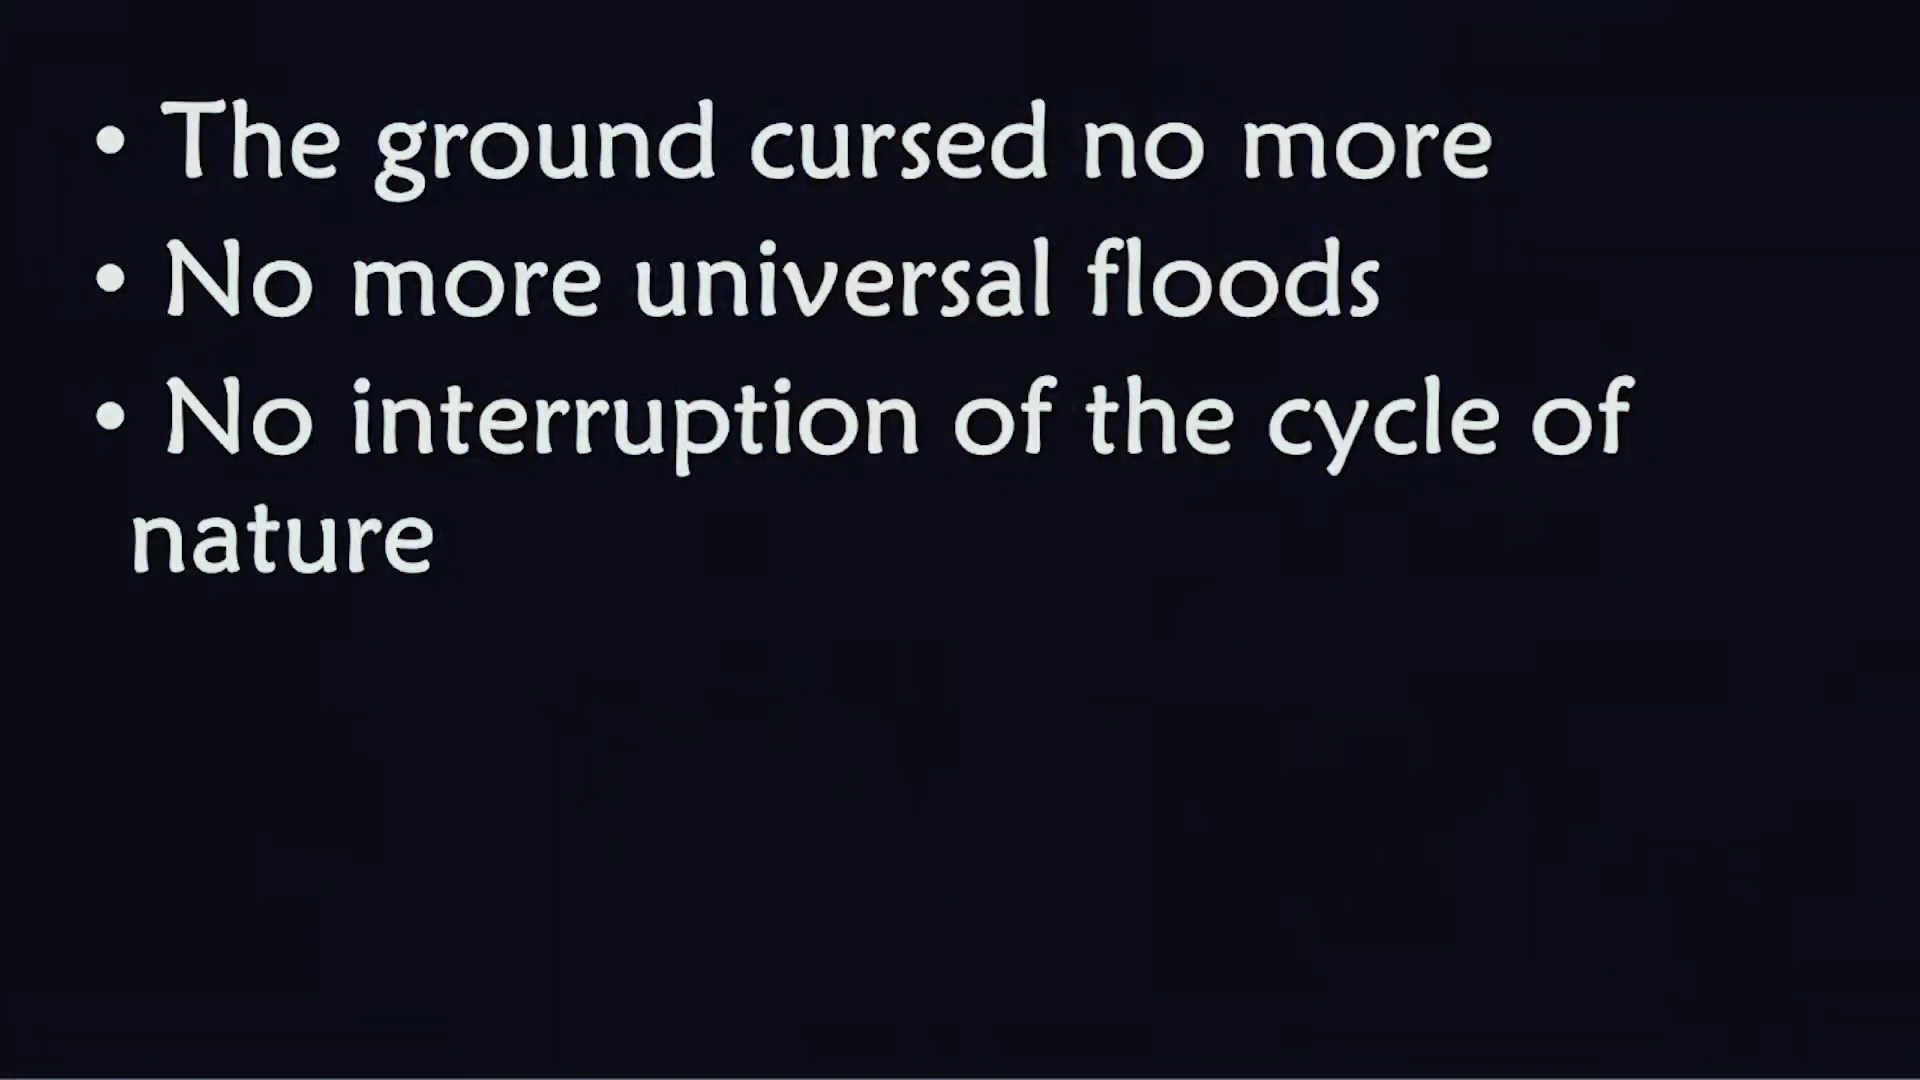 • The ground cursed no more
• No more universal floods
• No interruption of the cycle of
nature